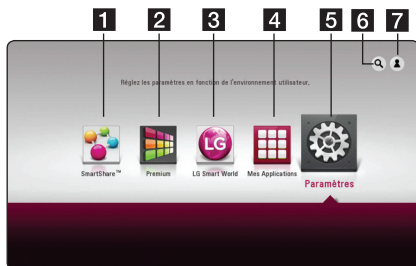 1 2 3 4 5 6 7
Réglez les paramètres en fonction de l'environnement utilisateur.
LG
SmartShare™ Premium LG Smart World Mes Applications
Paramètres